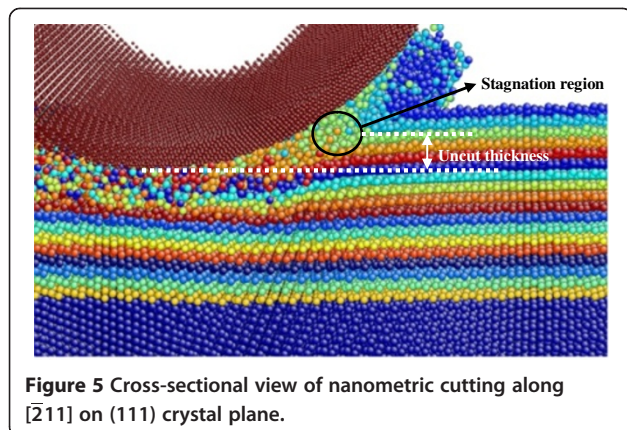 Stagnation region
Uncut thickness
Figure 5 Cross-sectional view of nanometric cutting along
[2̅11] on (111) crystal plane.